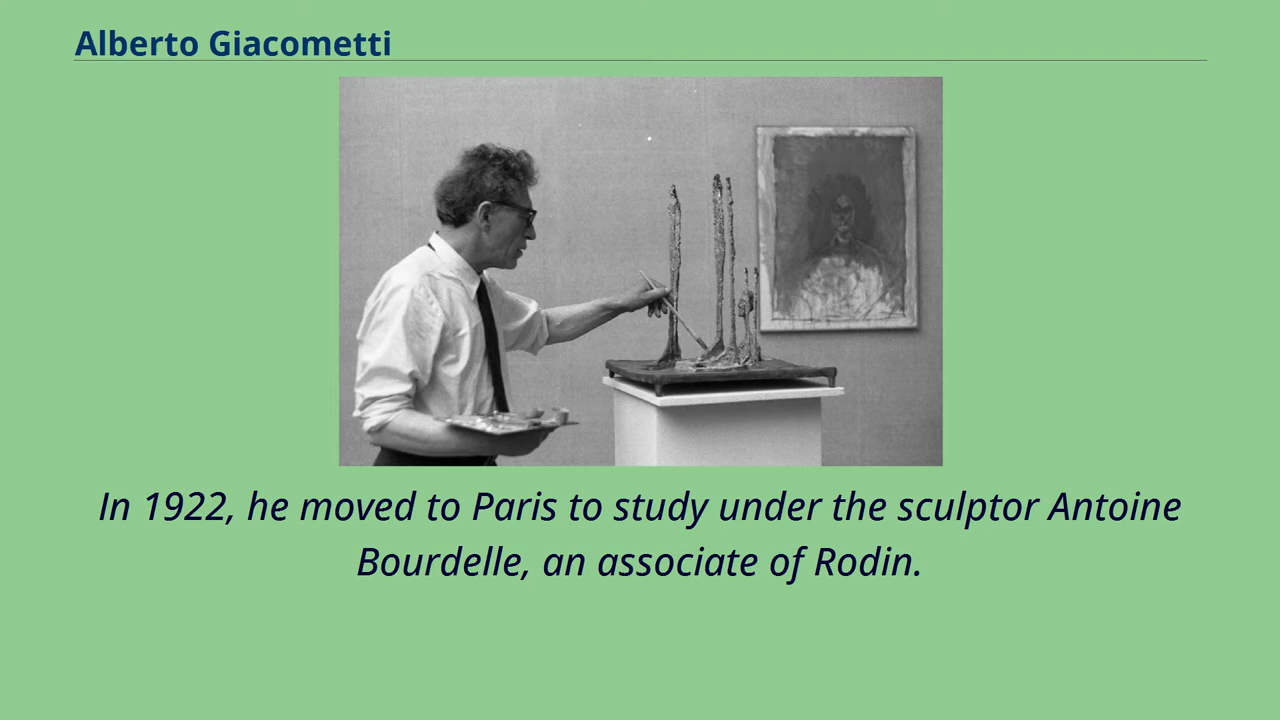 Alberto Giacometti
In 1922, he moved to Paris to study under the sculptor Antoine
Bourdelle, an associate of Rodin.